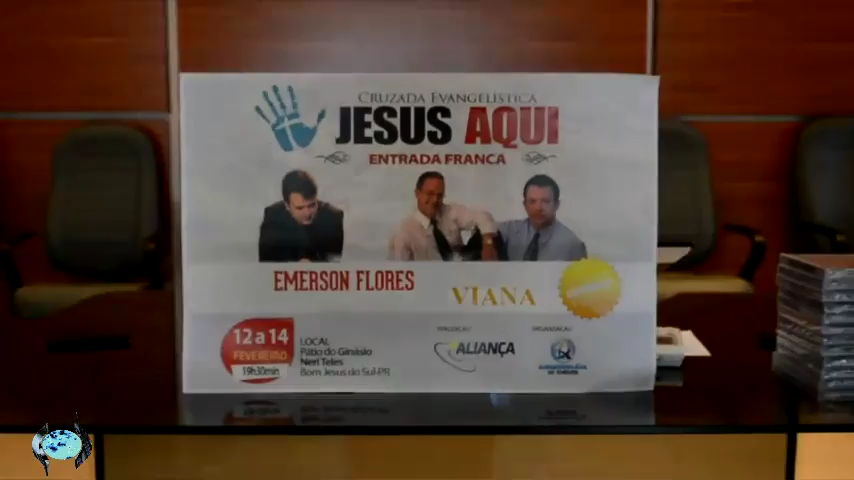 CRUZADA EVANGELÍSTICA
JESUS AQUI
ENTRADA FRANCA
EMERSON FLORES
VIANA
12 a 14
FEVEREIRO
19h30min
LOCAL
Pátio do Ginásio
Neri Teles
Bom Jesus do Sul-PR
ALIANÇA